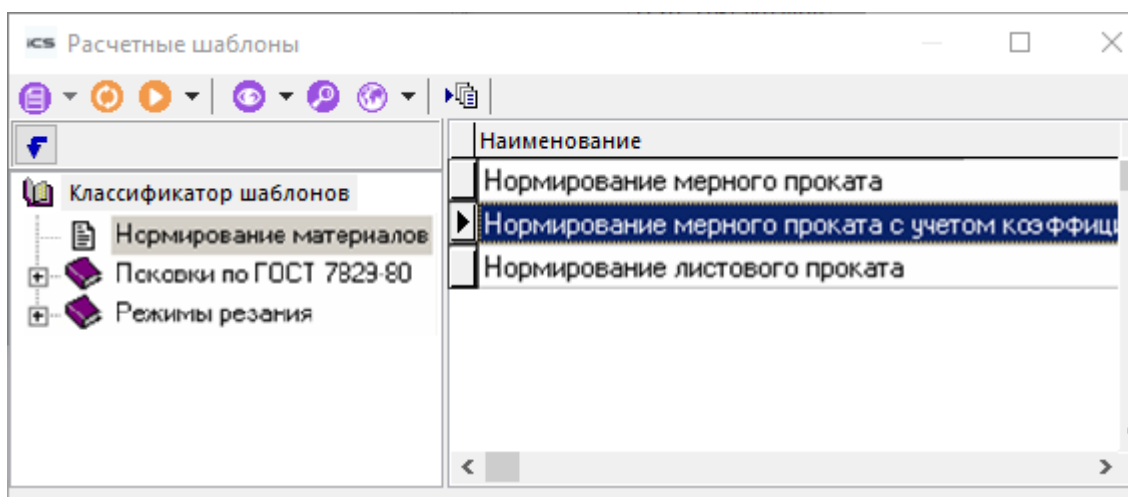 ics Расчетные шаблоны
Наименование
Классификатор шаблонов
Нормирование материалов
Поковки по ГОСТ 7829-80
Режимы резания
Нормирование мерного проката
Нормирование мерного проката с учетом коэффици
Нормирование листового проката